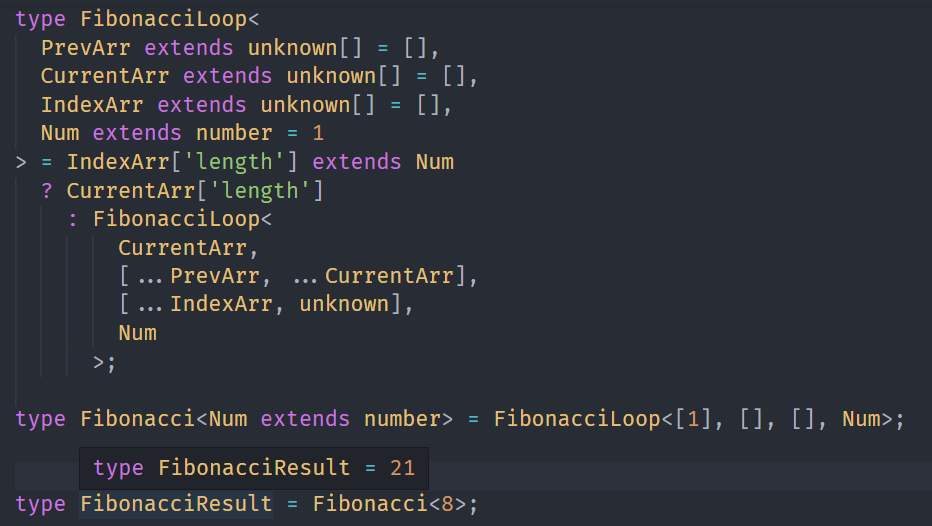 type FibonacciLoop<
  PrevArr extends unknown[] = [],
  CurrentArr extends unknown[] = [],
  IndexArr extends unknown[] = [],
  Num extends number = 1
> = IndexArr['length'] extends Num
  ? CurrentArr['length']
    : FibonacciLoop<
        CurrentArr,
        [...PrevArr, ...CurrentArr],
        [...IndexArr, unknown],
        Num
      >;
type Fibonacci<Num extends number> = FibonacciLoop<[1], [], [], Num>;
type FibonacciResult = 21
type FibonacciResult = Fibonacci<8>;